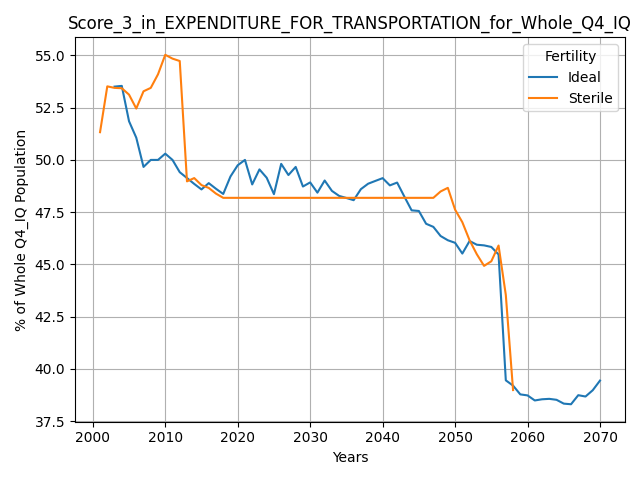 Score_3_in_EXPENDITURE_FOR_TRANSPORTATION_for_Whole_Q4_IQ
Fertility
Ideal
Sterile
% of Whole Q4_IQ Population
55.0
52.5
50.0
47.5
45.0
42.5
40.0
37.5
2000 2010 2020 2030 2040 2050 2060 2070
Years